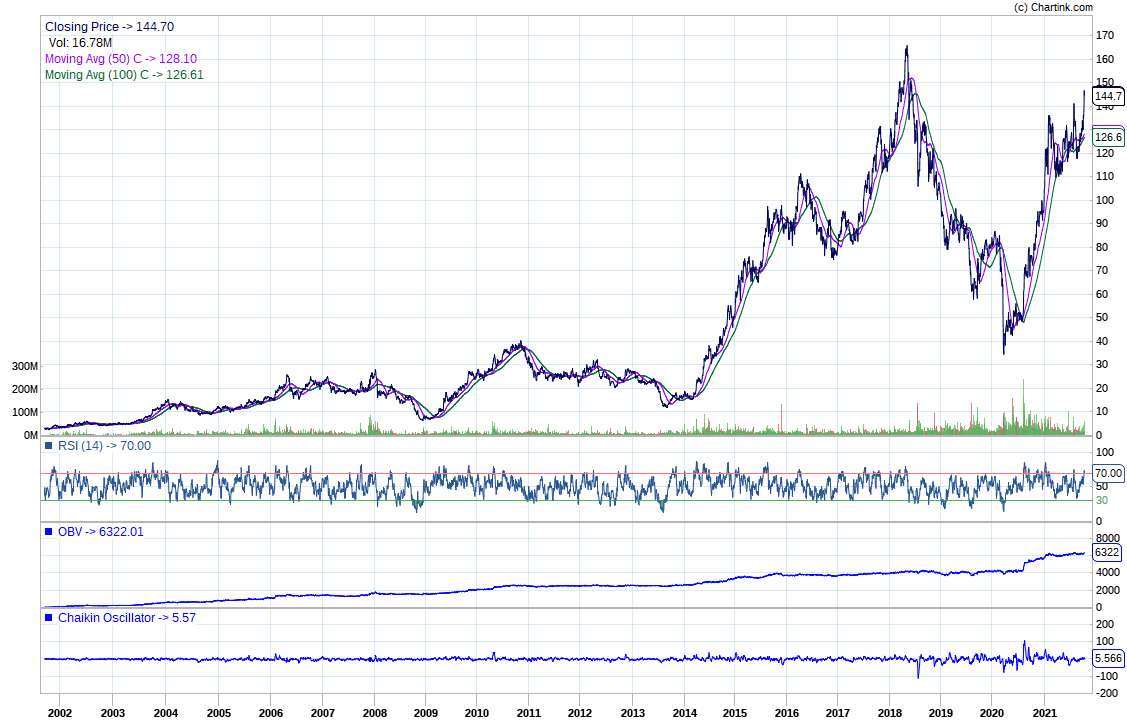 (c) Chartink.com
Closing Price -> 144.70
Vol: 16.78M
Moving Avg (50) C -> 128.10
Moving Avg (100) C -> 126.61
170
160
150
144.7
140
126.6
120
110
100
90
80
70
60
50
40
30
20
10
0
300M
200M
100M
0M
RSI (14) -> 70.00
100
70.00
50
30
0
OBV -> 6322.01
8000
6322
4000
2000
0
Chaikin Oscillator -> 5.57
200
100
5.566
-100
-200
2002 2003 2004 2005 2006 2007 2008 2009 2010 2011 2012 2013 2014 2015 2016 2017 2018 2019 2020 2021